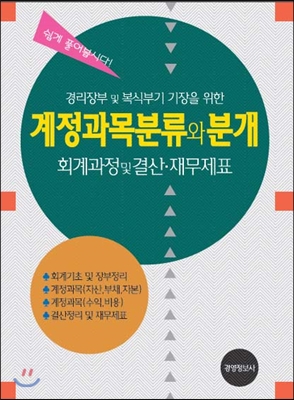 쉽게 풀어봅시다!
경리장부 및 복식부기 기장을 위한
계정과목분류와 분개
회계과정및결산·재무제표
♣회계기초 및 장부정리
♣계정과목(자산,부채,자본)
♣계정과목(수익,비용)
♣결산정리 및 재무제표
경영정보사